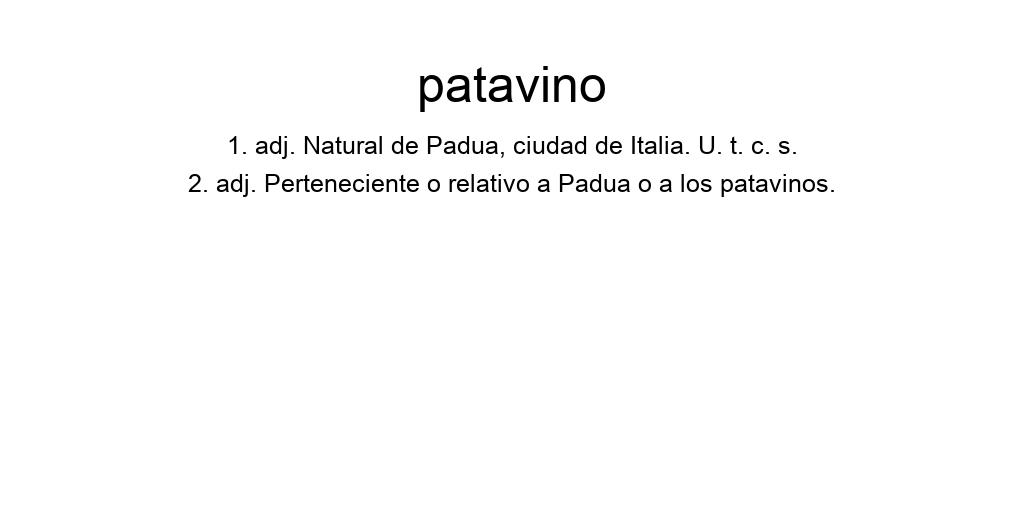 patavino
1. adj. Natural de Padua, ciudad de Italia. U. t. c. s.
2. adj. Perteneciente o relativo a Padua o a los patavinos.